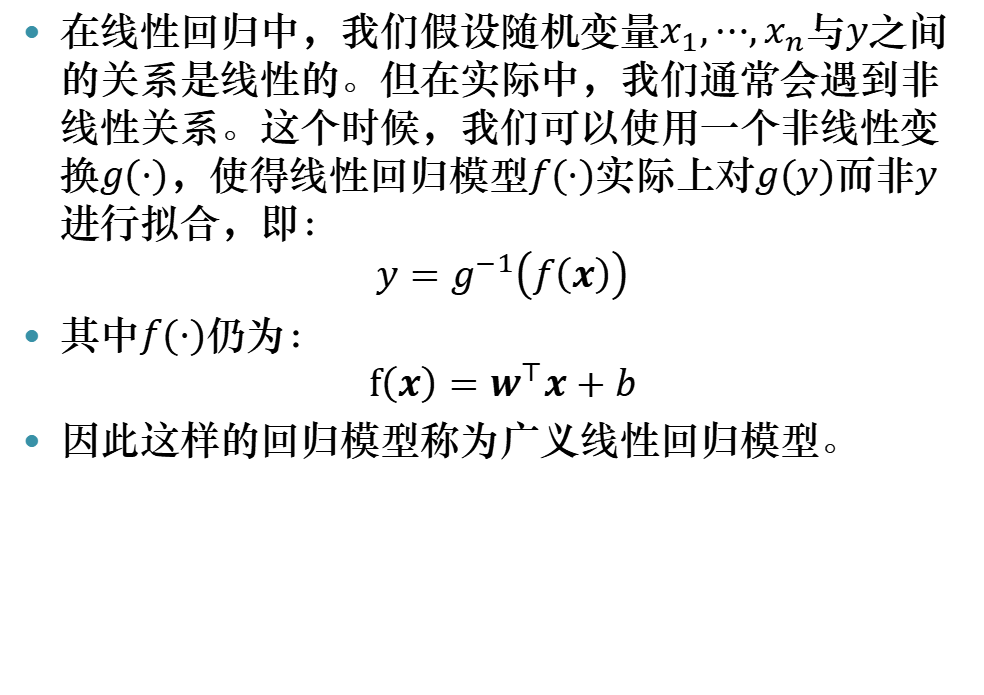 • 在线性回归中，我们假设随机变量x₁,⋯,xₙ与y之间
的关系是线性的。但在实际中，我们通常会遇到非
线性关系。这个时候，我们可以使用一个非线性变
换g(·)，使得线性回归模型f(·)实际上对g(y)而非y
进行拟合，即：
y = g⁻¹(f(x))
• 其中f(·)仍为：
f(x) = w⊤x + b
• 因此这样的回归模型称为广义线性回归模型。